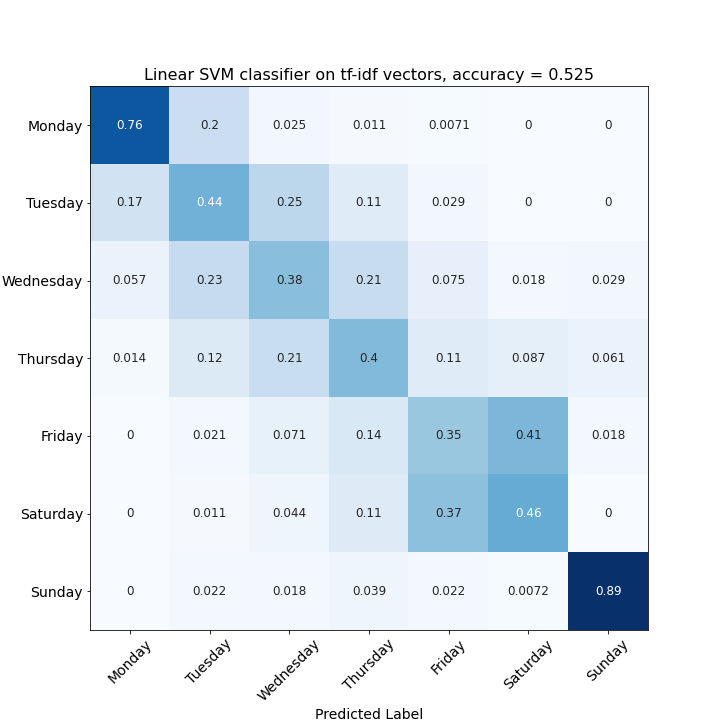 Linear SVM classifier on tf-idf vectors, accuracy = 0.525
Monday 0.76 0.2 0.025 0.011 0.0071 0 0
Tuesday 0.17 0.44 0.25 0.11 0.029 0 0
Wednesday 0.057 0.23 0.38 0.21 0.075 0.018 0.029
Thursday 0.014 0.12 0.21 0.4 0.11 0.087 0.061
Friday 0 0.021 0.071 0.14 0.35 0.41 0.018
Saturday 0 0.011 0.044 0.11 0.37 0.46 0
Sunday 0 0.022 0.018 0.039 0.022 0.0072 0.89
Monday Tuesday Wednesday Thursday Friday Saturday Sunday
Predicted Label